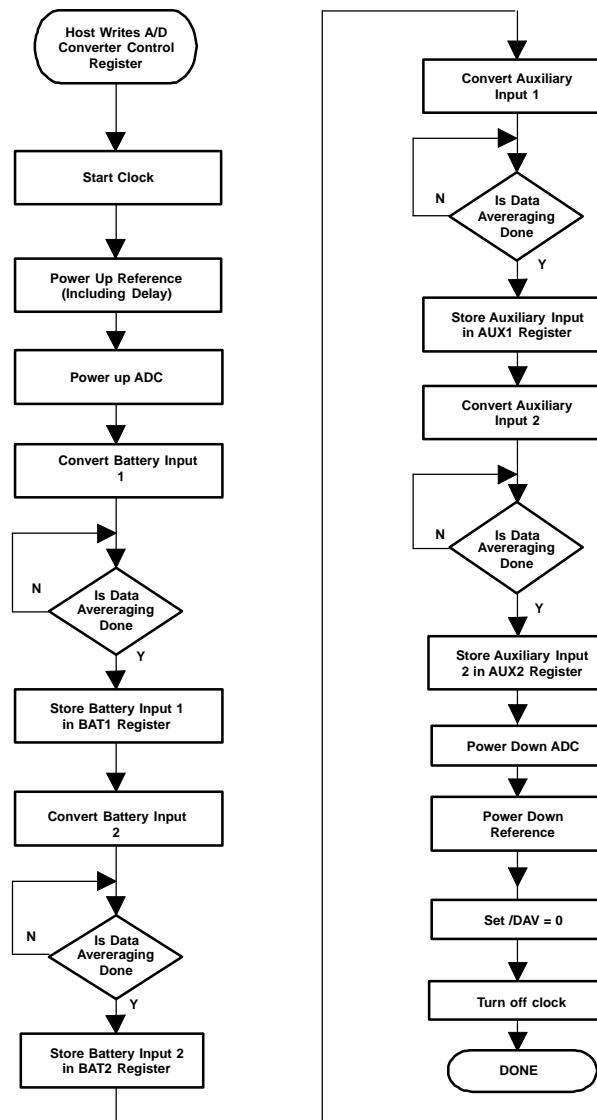 Host Writes A/D
Converter Control
Register
Start Clock
Power Up Reference
(Including Delay)
Power up ADC
Convert Battery Input
1
N
Is Data
Avereraging
Done
Y
Store Battery Input 1
in BAT1 Register
Convert Battery Input
2
N
Is Data
Avereraging
Done
Y
Store Battery Input 2
in BAT2 Register
Convert Auxiliary
Input 1
N
Is Data
Avereraging
Done
Y
Store Auxiliary Input
in AUX1 Register
Convert Auxiliary
Input 2
N
Is Data
Avereraging
Done
Y
Store Auxiliary Input
2 in AUX2 Register
Power Down ADC
Power Down
Reference
Set /DAV = 0
Turn off clock
DONE